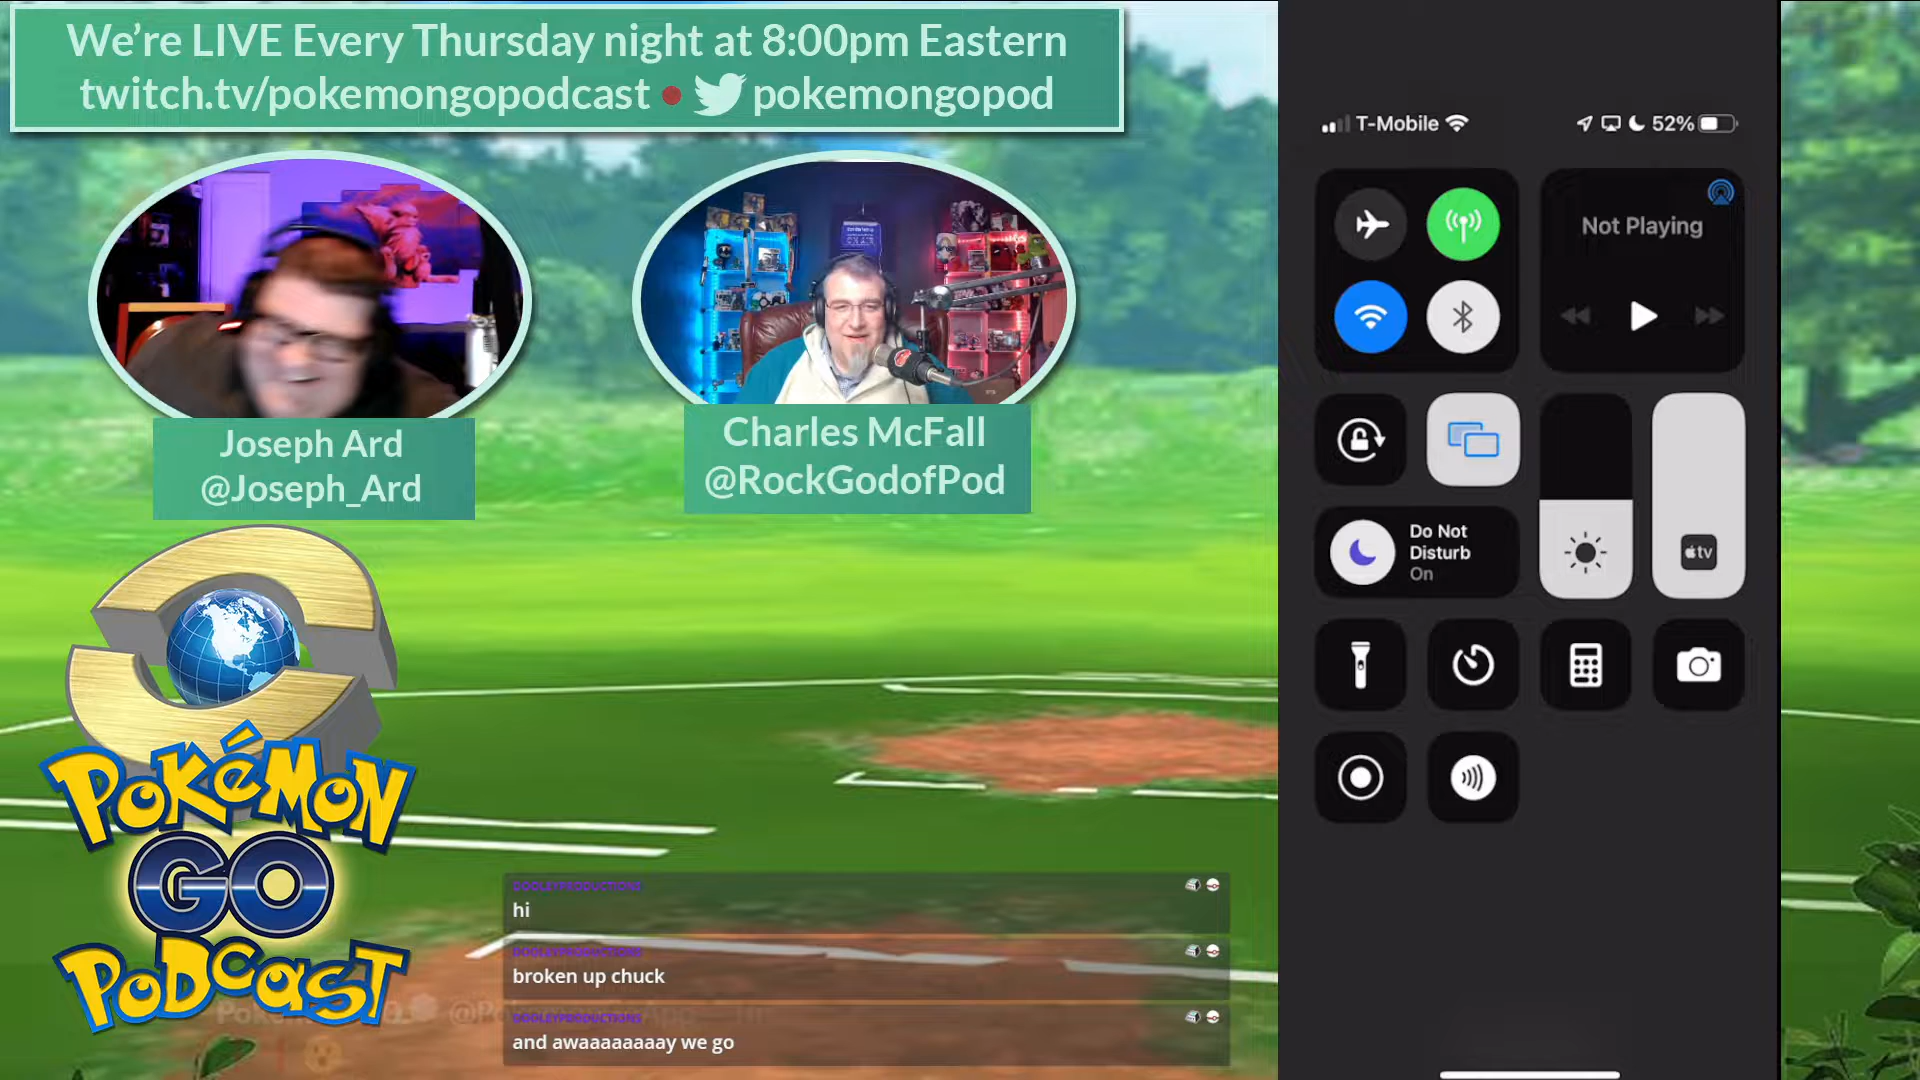 We're LIVE Every Thursday night at 8:00pm Eastern
twitch.tv/pokemongopodcast • pokemongopod
Joseph Ard
@Joseph_Ard
Charles McFall
@RockGodofPod
POKéMON
GO
PODCAST
hi
broken up chuck
and awaaaaaaaay we go
T-Mobile
52%
Not Playing
Do Not
Disturb
On
tv